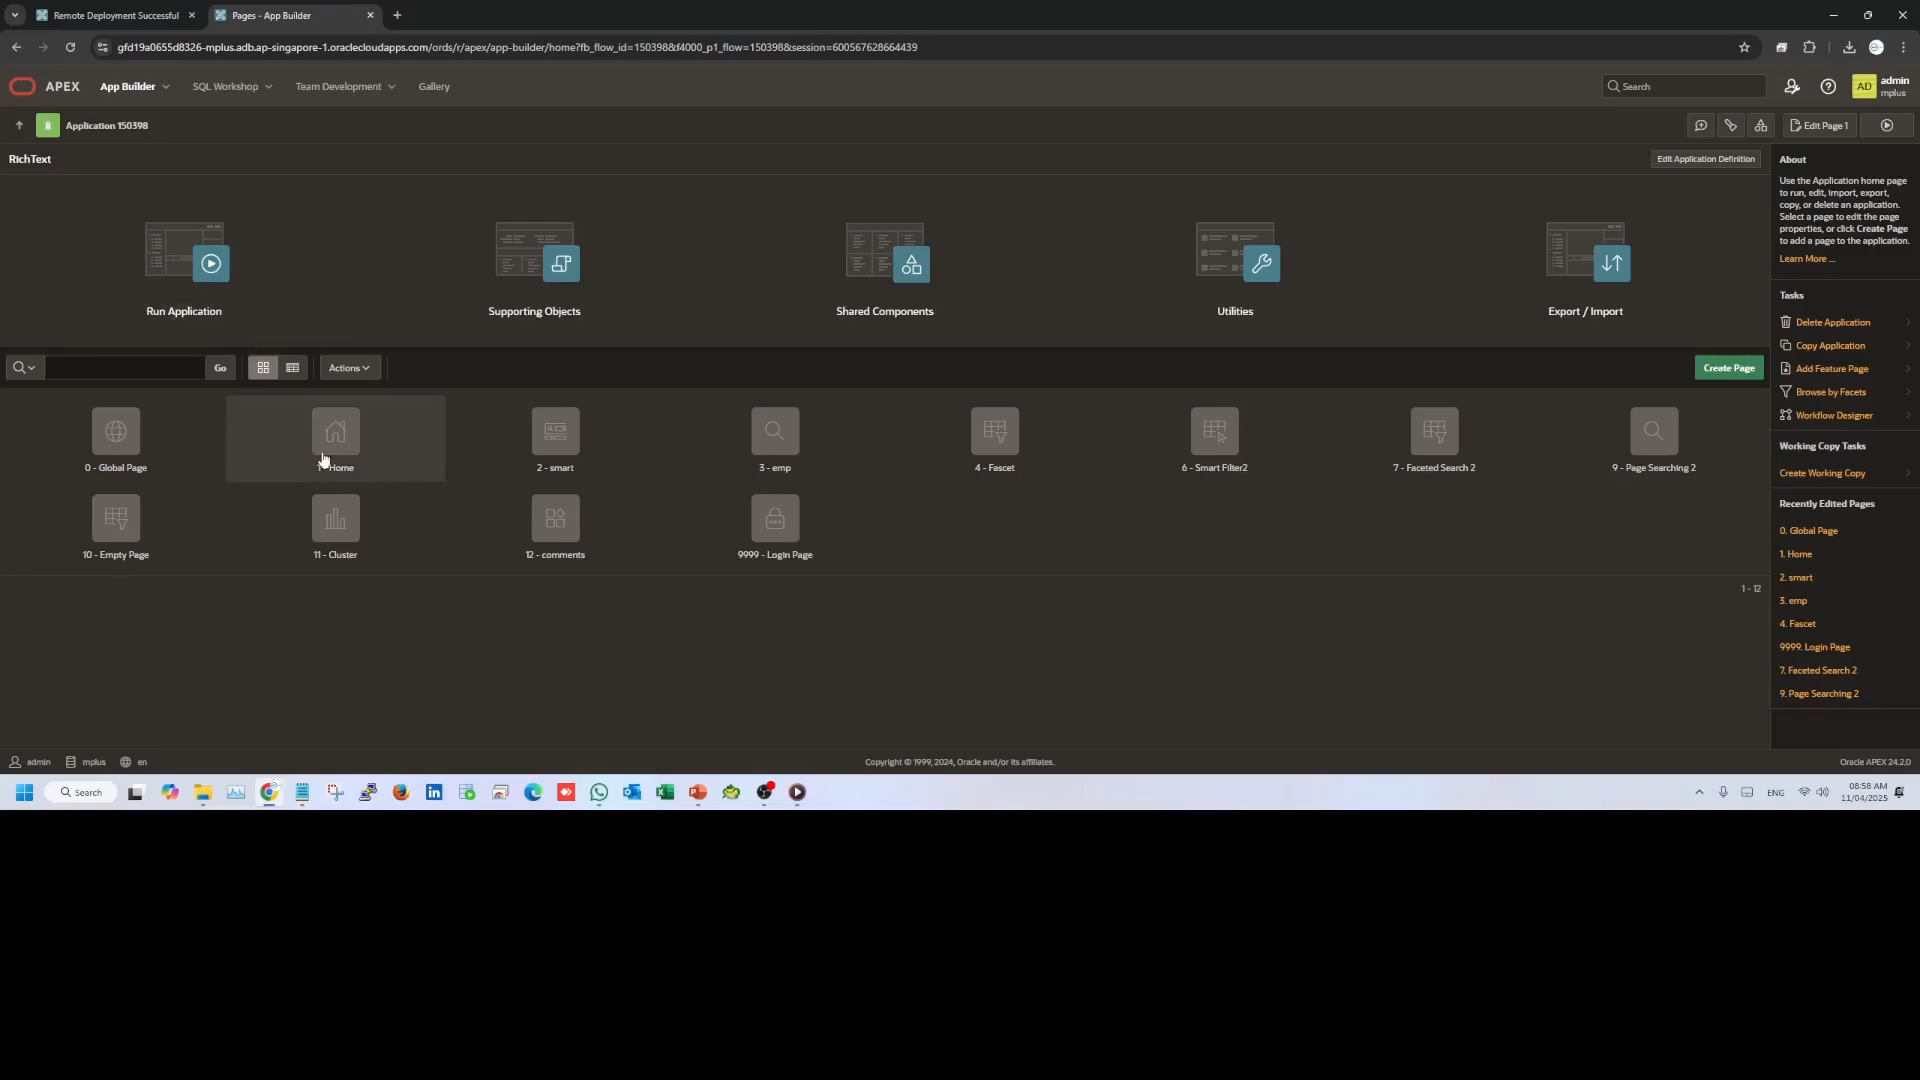 Remote Deployment Successful
Pages - App Builder
gfd19a0655d8326-mplus.adb.ap-singapore-1.oraclecloudapps.com/ords/r/apex/app-builder/home?fb_flow_id=150398&f4000_p1_flow=150398&session=600567628664439
APEX
App Builder
SQL Workshop
Team Development
Gallery
Search
AD
admin
mplus
Application 150398
Edit Page 1
RichText
Edit Application Definition
Run Application
Supporting Objects
Shared Components
Utilities
Export / Import
Go
Actions
Create Page
0 - Global Page
1 - Home
2 - smart
3 - emp
4 - Fascet
6 - Smart Filter2
7 - Faceted Search 2
9 - Page Searching 2
10 - Empty Page
11 - Cluster
12 - comments
9999 - Login Page
1 - 12
About
Use the Application home page
to run, edit, import, export,
copy, or delete an application.
Select a page to edit the page
properties, or click Create Page
to add a page to the application.
Learn More ...
Tasks
Delete Application
Copy Application
Add Feature Page
Browse by Facets
Workflow Designer
Working Copy Tasks
Create Working Copy
Recently Edited Pages
0. Global Page
1. Home
2. smart
3. emp
4. Fascet
9999. Login Page
7. Faceted Search 2
9. Page Searching 2
admin
mplus
en
Copyright © 1999, 2024, Oracle and/or its affiliates.
Oracle APEX 24.2.0
Search
ENG
08:58 AM
11/04/2025